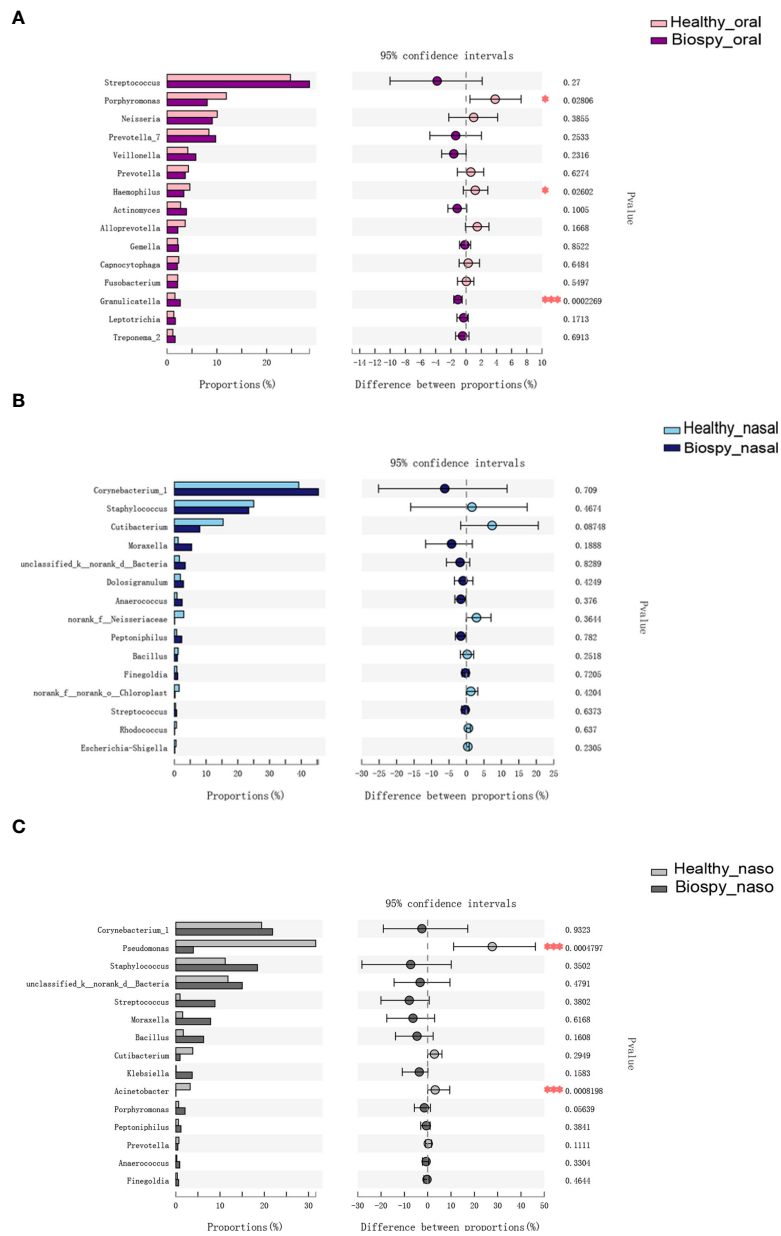 A
Healthy_oral
Biospy_oral
95% confidence intervals
Streptococcus 0.27
Porphyromonas * 0.02806
Neisseria 0.3855
Prevotella_7 0.2533
Veillonella 0.2316
Prevotella 0.6274
Haemophilus * 0.02602
Actinomyces 0.1005
Alloprevotella 0.1668
Gemella 0.8522
Capnocytophaga 0.6484
Fusobacterium 0.5497
Granulicatella *** 0.0002269
Leptotrichia 0.1713
Treponema_2 0.6913
Pvalue
0 20 -14 -12 -10 -8 -6 -4 -2 0 2 4 6 8 10
Proportions(%) Difference between proportions(%)
B
Healthy_nasal
Biospy_nasal
95% confidence intervals
Corynebacterium_1 0.709
Staphylococcus 0.4674
Cutibacterium 0.08748
Moraxella 0.1888
unclassified_k__norank_d__Bacteria 0.8289
Dolosigranulum 0.4249
Anaerococcus 0.376
norank_f__Neisseriaceae 0.3644
Peptoniphilus 0.782
Bacillus 0.2518
Finegoldia 0.7205
norank_f__norank_o__Chloroplast 0.4204
Streptococcus 0.6373
Rhodococcus 0.637
Escherichia-Shigella 0.2305
Pvalue
0 10 20 30 40 -30 -25 -20 -15 -10 -5 0 5 10 15 20 25
Proportions(%) Difference between proportions(%)
C
Healthy_naso
Biospy_naso
95% confidence intervals
Corynebacterium_1 0.9323
Pseudomonas *** 0.0004797
Staphylococcus 0.3502
unclassified_k__norank_d__Bacteria 0.4791
Streptococcus 0.3802
Moraxella 0.6168
Bacillus 0.1608
Cutibacterium 0.2949
Klebsiella 0.1583
Acinetobacter *** 0.0008198
Porphyromonas 0.05639
Peptoniphilus 0.3841
Prevotella 0.1111
Anaerococcus 0.3304
Finegoldia 0.4644
Pvalue
0 10 20 30 -30 -20 -10 0 10 20 30 40 50
Proportions(%) Difference between proportions(%)